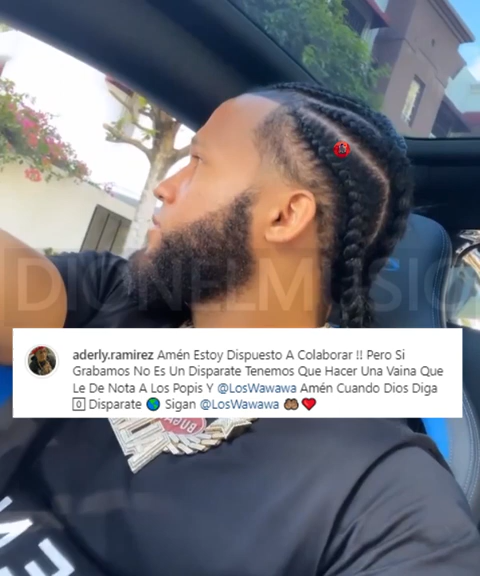 DIONELMUSIC
aderly.ramirez Amén Estoy Dispuesto A Colaborar !! Pero Si
Grabamos No Es Un Disparate Tenemos Que Hacer Una Vaina Que
Le De Nota A Los Popis Y @LosWawawa Amén Cuando Dios Diga
0 Disparate 🌎 Sigan @LosWawawa 🤲🏾 ❤️